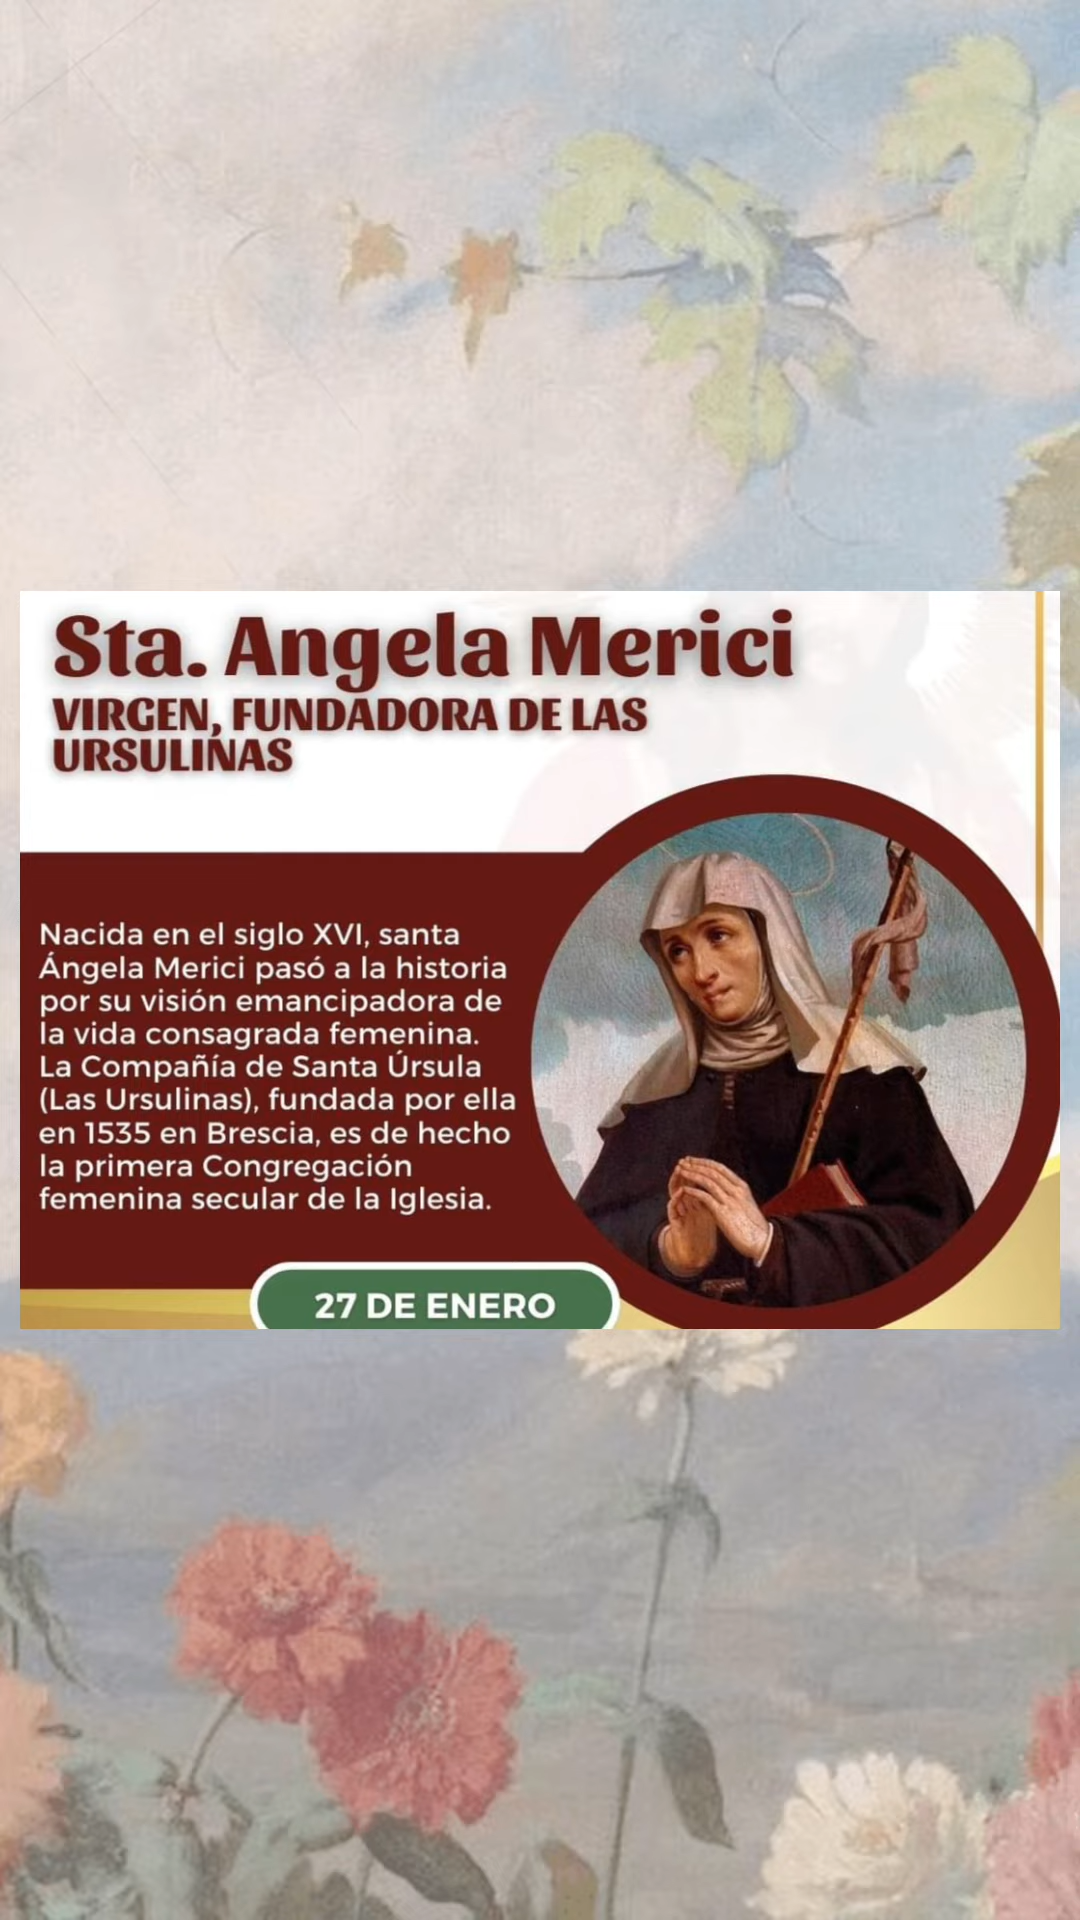 Sta. Angela Merici
VIRGEN, FUNDADORA DE LAS
URSULINAS
Nacida en el siglo XVI, santa
Ángela Merici pasó a la historia
por su visión emancipadora de
la vida consagrada femenina.
La Compañía de Santa Úrsula
(Las Ursulinas), fundada por ella
en 1535 en Brescia, es de hecho
la primera Congregación
femenina secular de la Iglesia.
27 DE ENERO